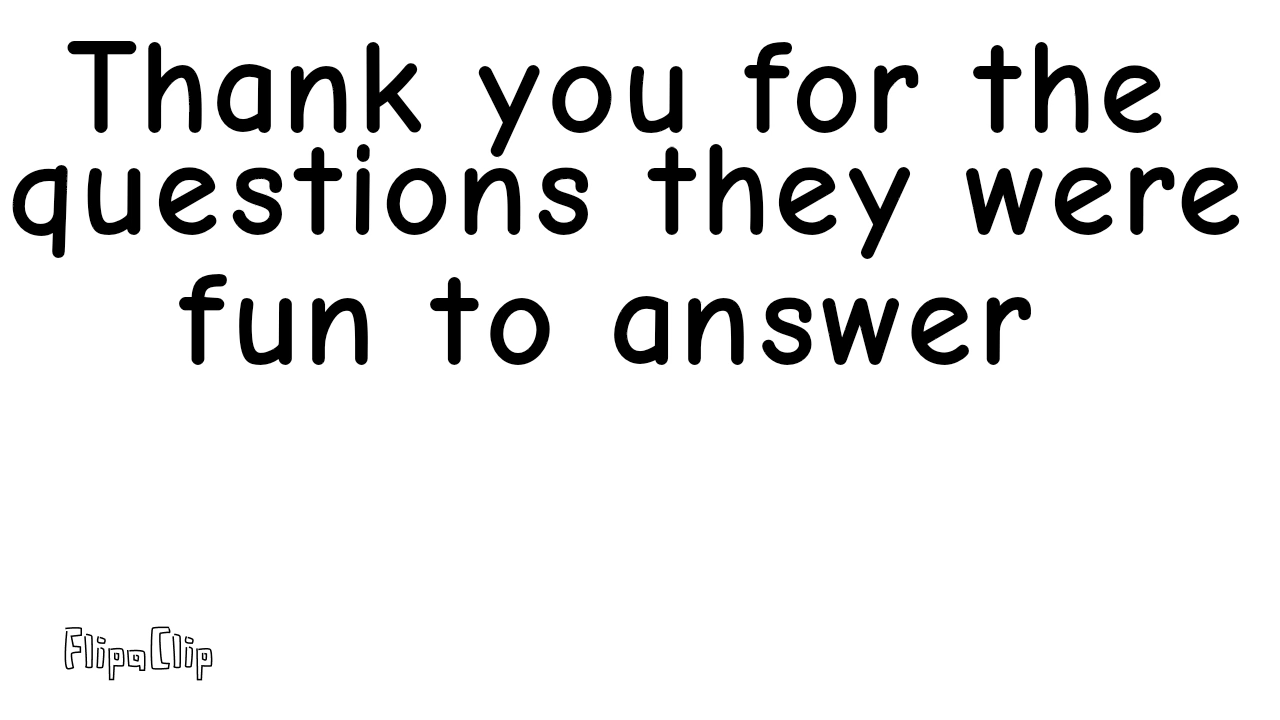 Thank you for the
questions they were
fun to answer
FlipaClip